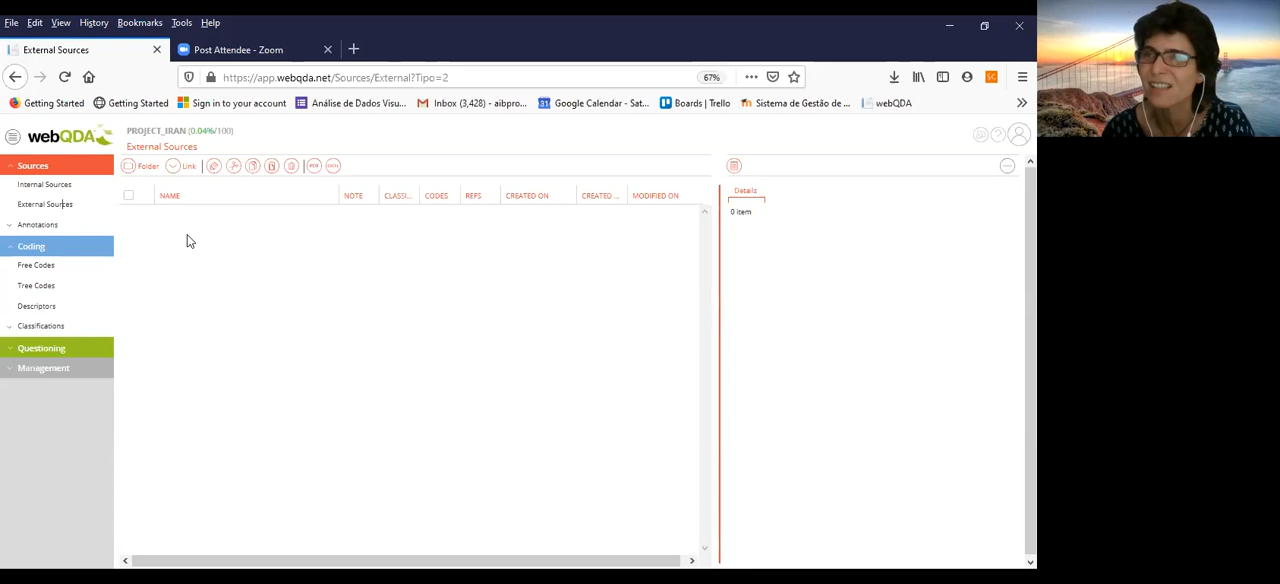 File Edit View History Bookmarks Tools Help
External Sources
Post Attendee - Zoom
https://app.webqda.net/Sources/External?Tipo=2
67%
Getting Started
Getting Started
Sign in to your account
Análise de Dados Visu...
Inbox (3,428) - aibpro...
Google Calendar - Sat...
Boards | Trello
Sistema de Gestão de ...
webQDA
webQDA
PROJECT_IRAN (0.04%/100)
External Sources
Sources
Folder
Link
PDF
Internal Sources
NAME
NOTE
CLASSI...
CODES
REFS
CREATED ON
CREATED ...
MODIFIED ON
Details
External Sources
0 item
Annotations
Coding
Free Codes
Tree Codes
Descriptors
Classifications
Questioning
Management